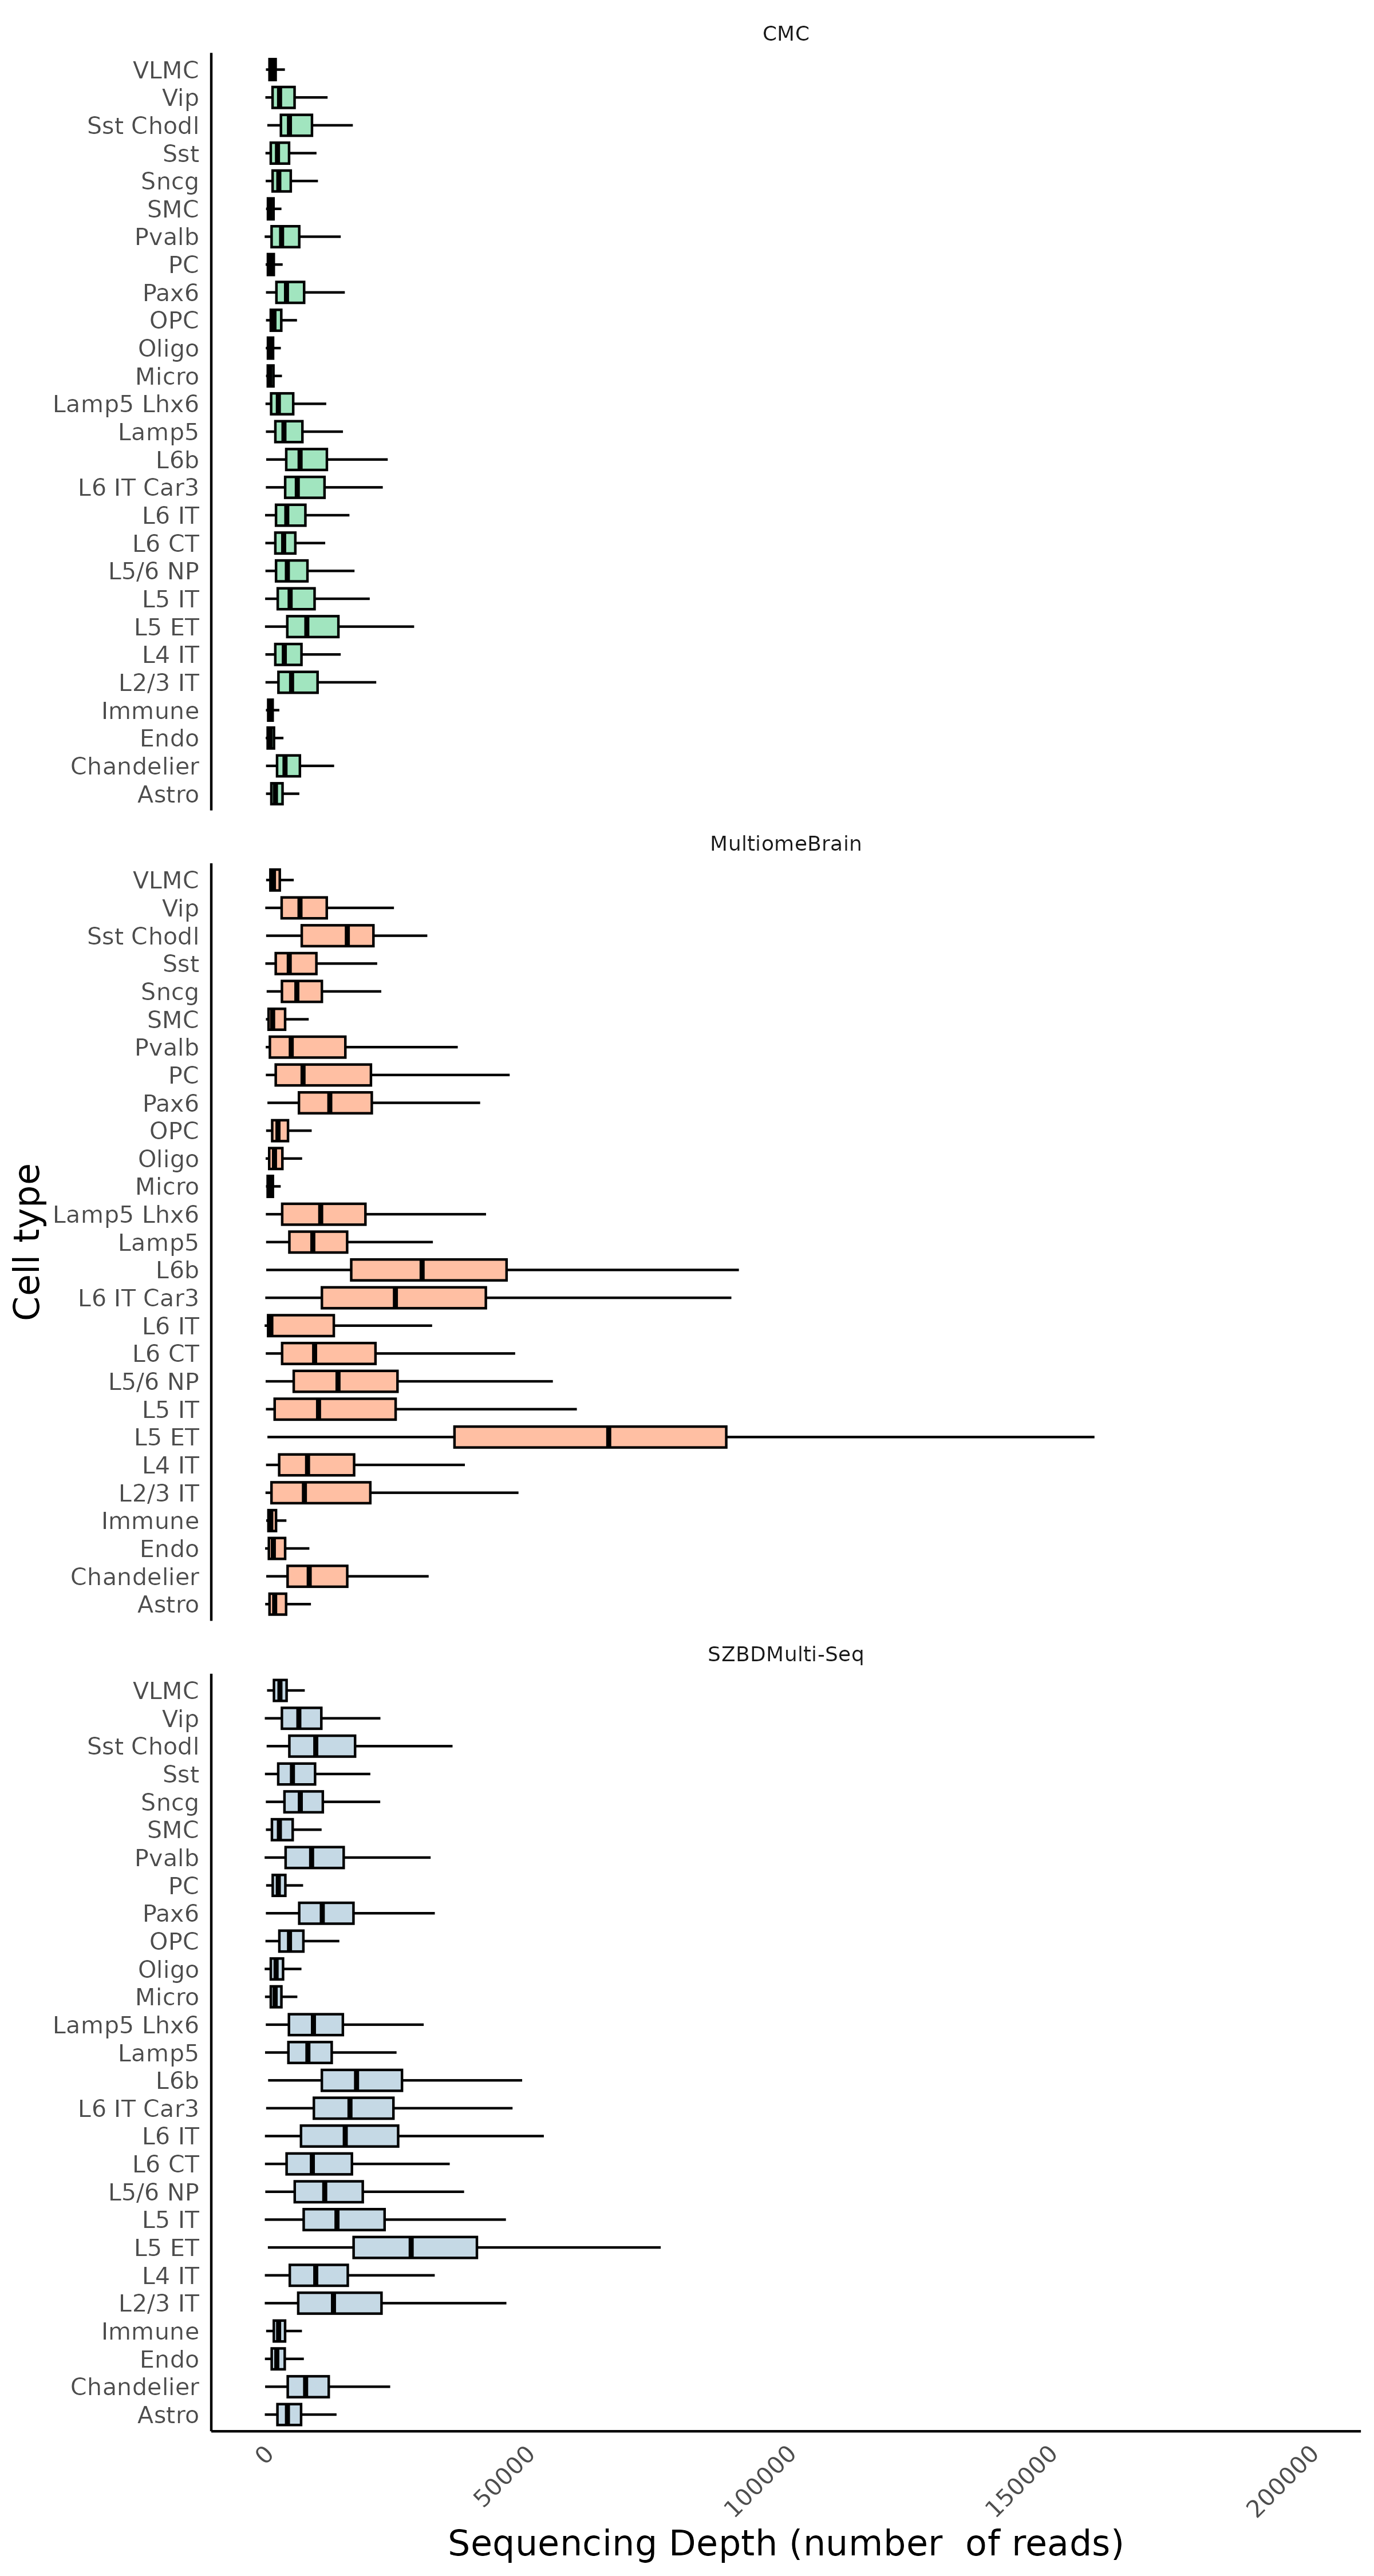 CMC
VLMC
Vip
Sst Chodl
Sst
Sncg
SMC
Pvalb
PC
Pax6
OPC
Oligo
Micro
Lamp5 Lhx6
Lamp5
L6b
L6 IT Car3
L6 IT
L6 CT
L5/6 NP
L5 IT
L5 ET
L4 IT
L2/3 IT
Immune
Endo
Chandelier
Astro
MultiomeBrain
VLMC
Vip
Sst Chodl
Sst
Sncg
SMC
Pvalb
PC
Pax6
OPC
Oligo
Micro
Lamp5 Lhx6
Lamp5
L6b
L6 IT Car3
L6 IT
L6 CT
L5/6 NP
L5 IT
L5 ET
L4 IT
L2/3 IT
Immune
Endo
Chandelier
Astro
Cell type
SZBDMulti-Seq
VLMC
Vip
Sst Chodl
Sst
Sncg
SMC
Pvalb
PC
Pax6
OPC
Oligo
Micro
Lamp5 Lhx6
Lamp5
L6b
L6 IT Car3
L6 IT
L6 CT
L5/6 NP
L5 IT
L5 ET
L4 IT
L2/3 IT
Immune
Endo
Chandelier
Astro
0
50000
100000
150000
200000
Sequencing Depth (number  of reads)